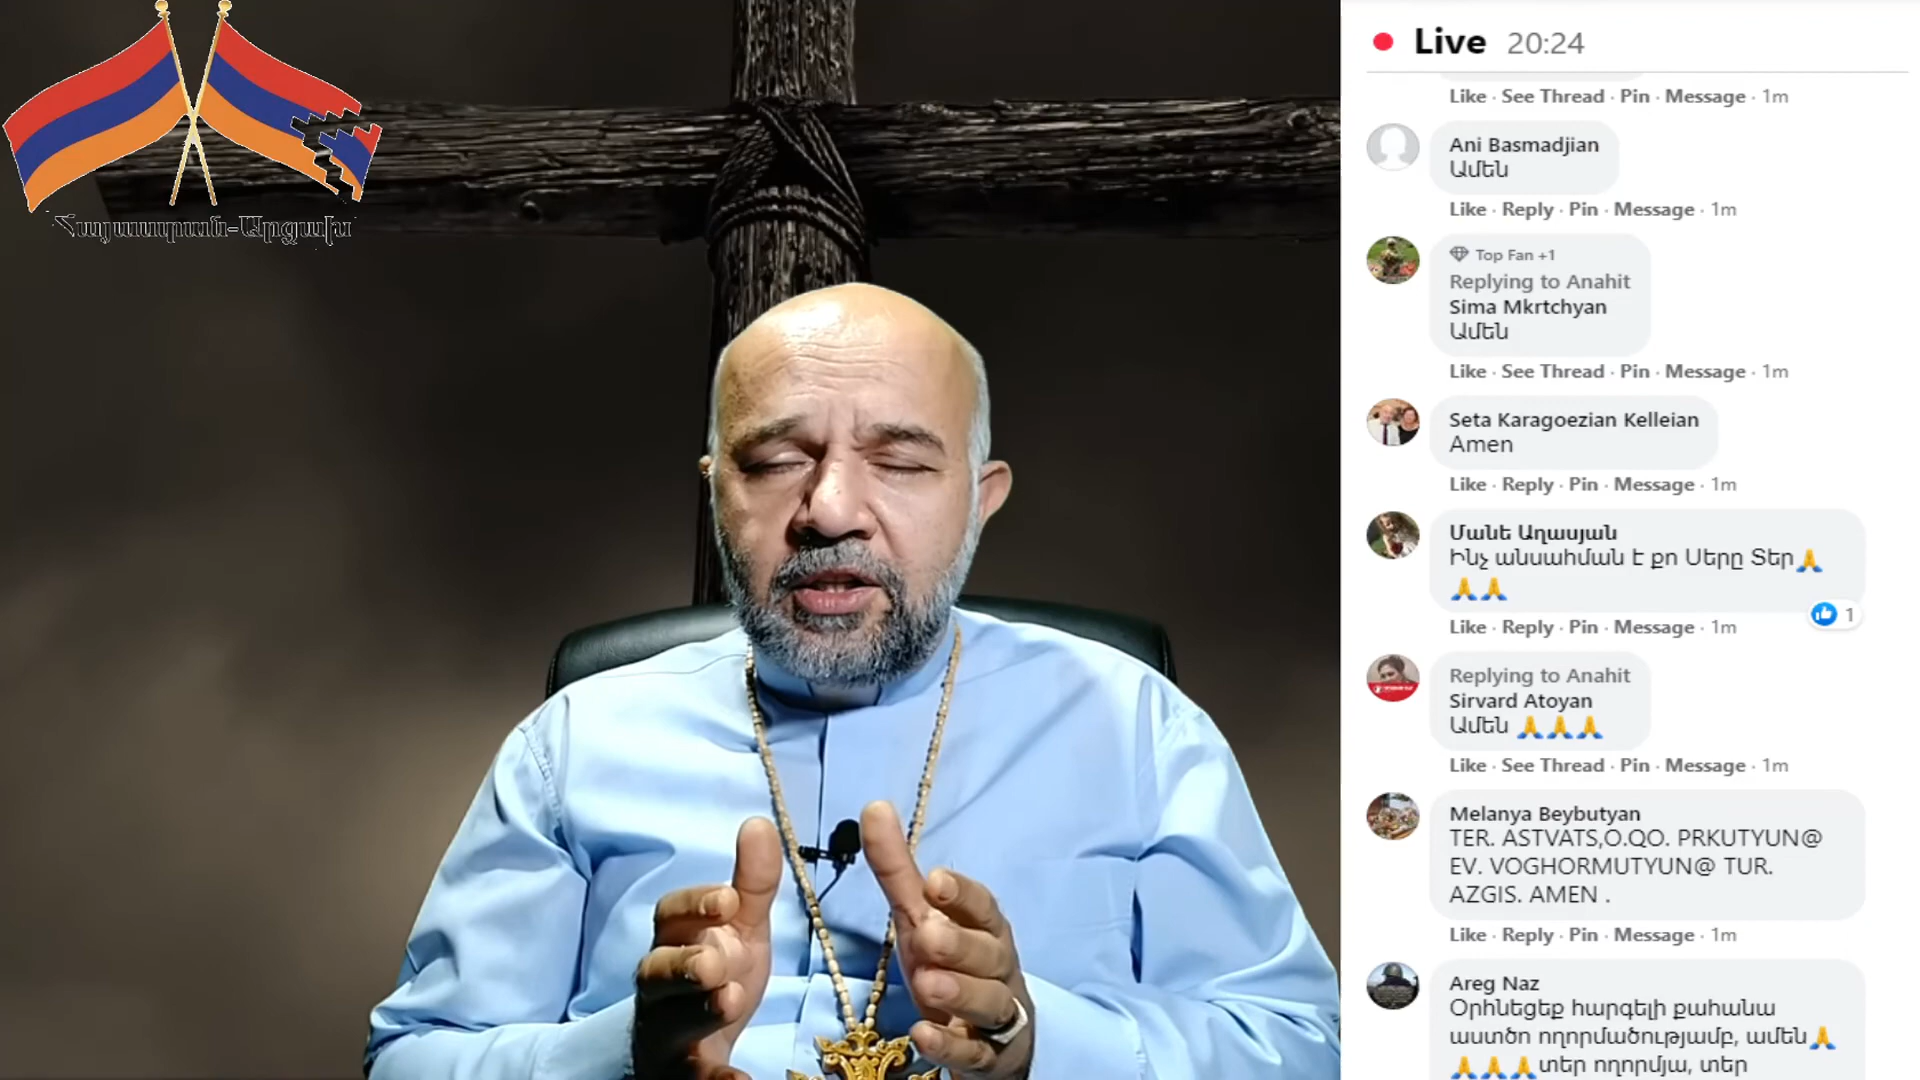 Հայաստան-Արցախ
Live 20:24
Like · See Thread · Pin · Message · 1m
Ani Basmadjian
Ամեն
Like · Reply · Pin · Message · 1m
Top Fan +1
Replying to Anahit
Sima Mkrtchyan
Ամեն
Like · See Thread · Pin · Message · 1m
Seta Karagoezian Kelleian
Amen
Like · Reply · Pin · Message · 1m
Մանե Աղասյան
Ինչ անսահման է քո Սերը Տեր🙏
🙏🙏
1
Like · Reply · Pin · Message · 1m
Replying to Anahit
Sirvard Atoyan
Ամեն 🙏🙏🙏
Like · See Thread · Pin · Message · 1m
Melanya Beybutyan
TER. ASTVATS,O.QO. PRKUTYUN@
EV. VOGHORMUTYUN@ TUR.
AZGIS. AMEN .
Like · Reply · Pin · Message · 1m
Areg Naz
Օրհնեցեք հարգելի քահանա
աստծո ողորմածությամբ, ամեն🙏
🙏🙏🙏տեր ողորմյա, տեր